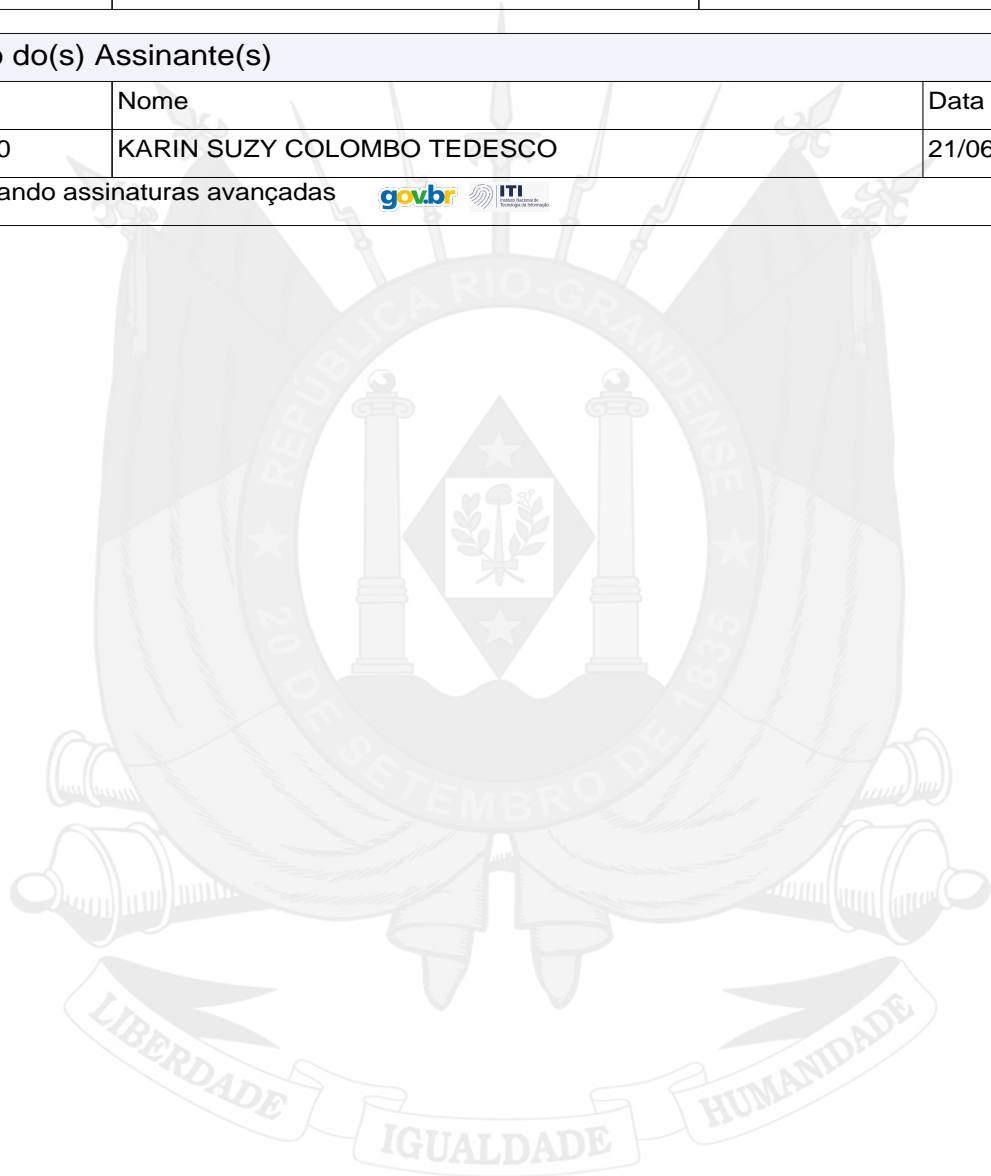 o do(s) Assinante(s)
Nome
Data
0
KARIN SUZY COLOMBO TEDESCO
21/06
ando assinaturas avançadas
gov.br
ITI
REPÚBLICA RIO-GRANDENSE
20 DE SETEMBRO DE 1835
LIBERDADE
IGUALDADE
HUMANIDADE